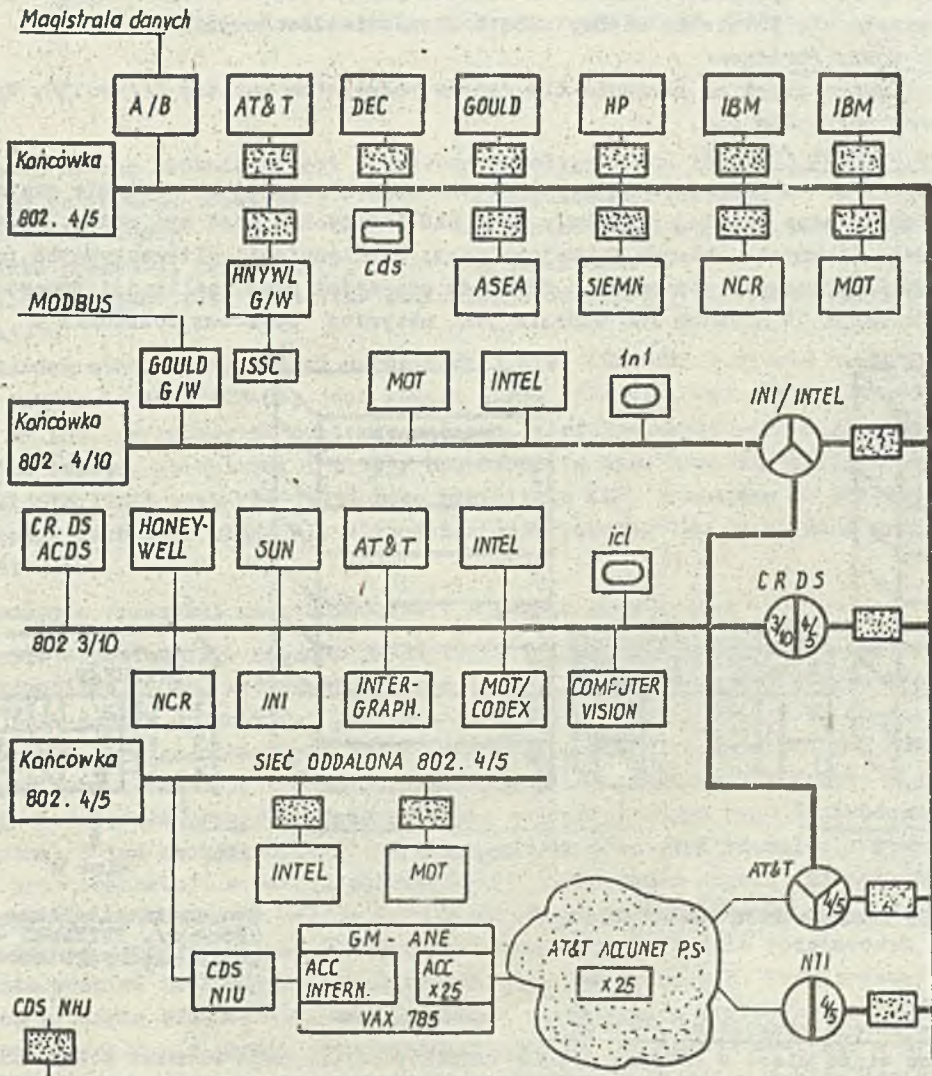 Magistrala danych
A/B
AT&T
DEC
GOULD
HP
IBM
IBM
Końcówka
802. 4/5
cds
HNYWL
G/W
ASEA
SIEMN
NCR
MOT
MODBUS
GOULD
G/W
ISSC
MOT
INTEL
1n1
INI/INTEL
Końcówka
802. 4/10
CR.DS
ACDS
HONEY-
WELL
SUN
AT&T
INTEL
icl
CRDS
3/10
4/5
802 3/10
NCR
INI
INTER-
GRAPH.
MOT/
CODEX
COMPUTER
VISION
Końcówka
802. 4/5
SIEĆ ODDALONA 802. 4/5
INTEL
MOT
AT&T
4/5
GM-ANE
CDS
NIU
ACC
INTERN.
ACC
X25
VAX 785
AT&T ACCUNET P.S.
X25
NTI
4/5
CDS NHJ